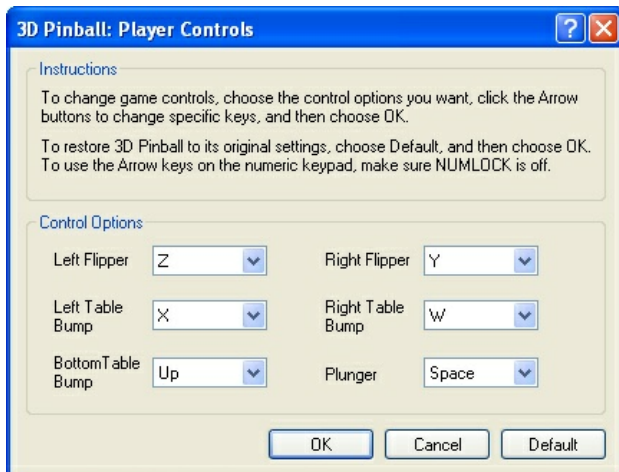 3D Pinball: Player Controls
Instructions
To change game controls, choose the control options you want, click the Arrow
buttons to change specific keys, and then choose OK.
To restore 3D Pinball to its original settings, choose Default, and then choose OK.
To use the Arrow keys on the numeric keypad, make sure NUMLOCK is off.
Control Options
Left Flipper Z Right Flipper Y
Left Table
Bump X Right Table
Bump W
BottomTable
Bump Up Plunger Space
OK Cancel Default